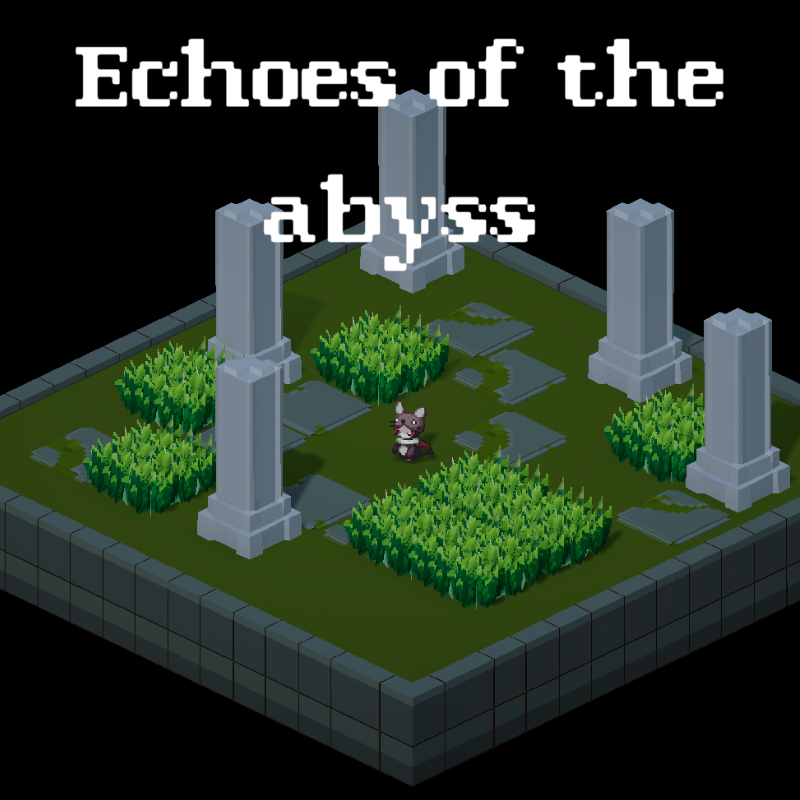 Echoes of the
abyss